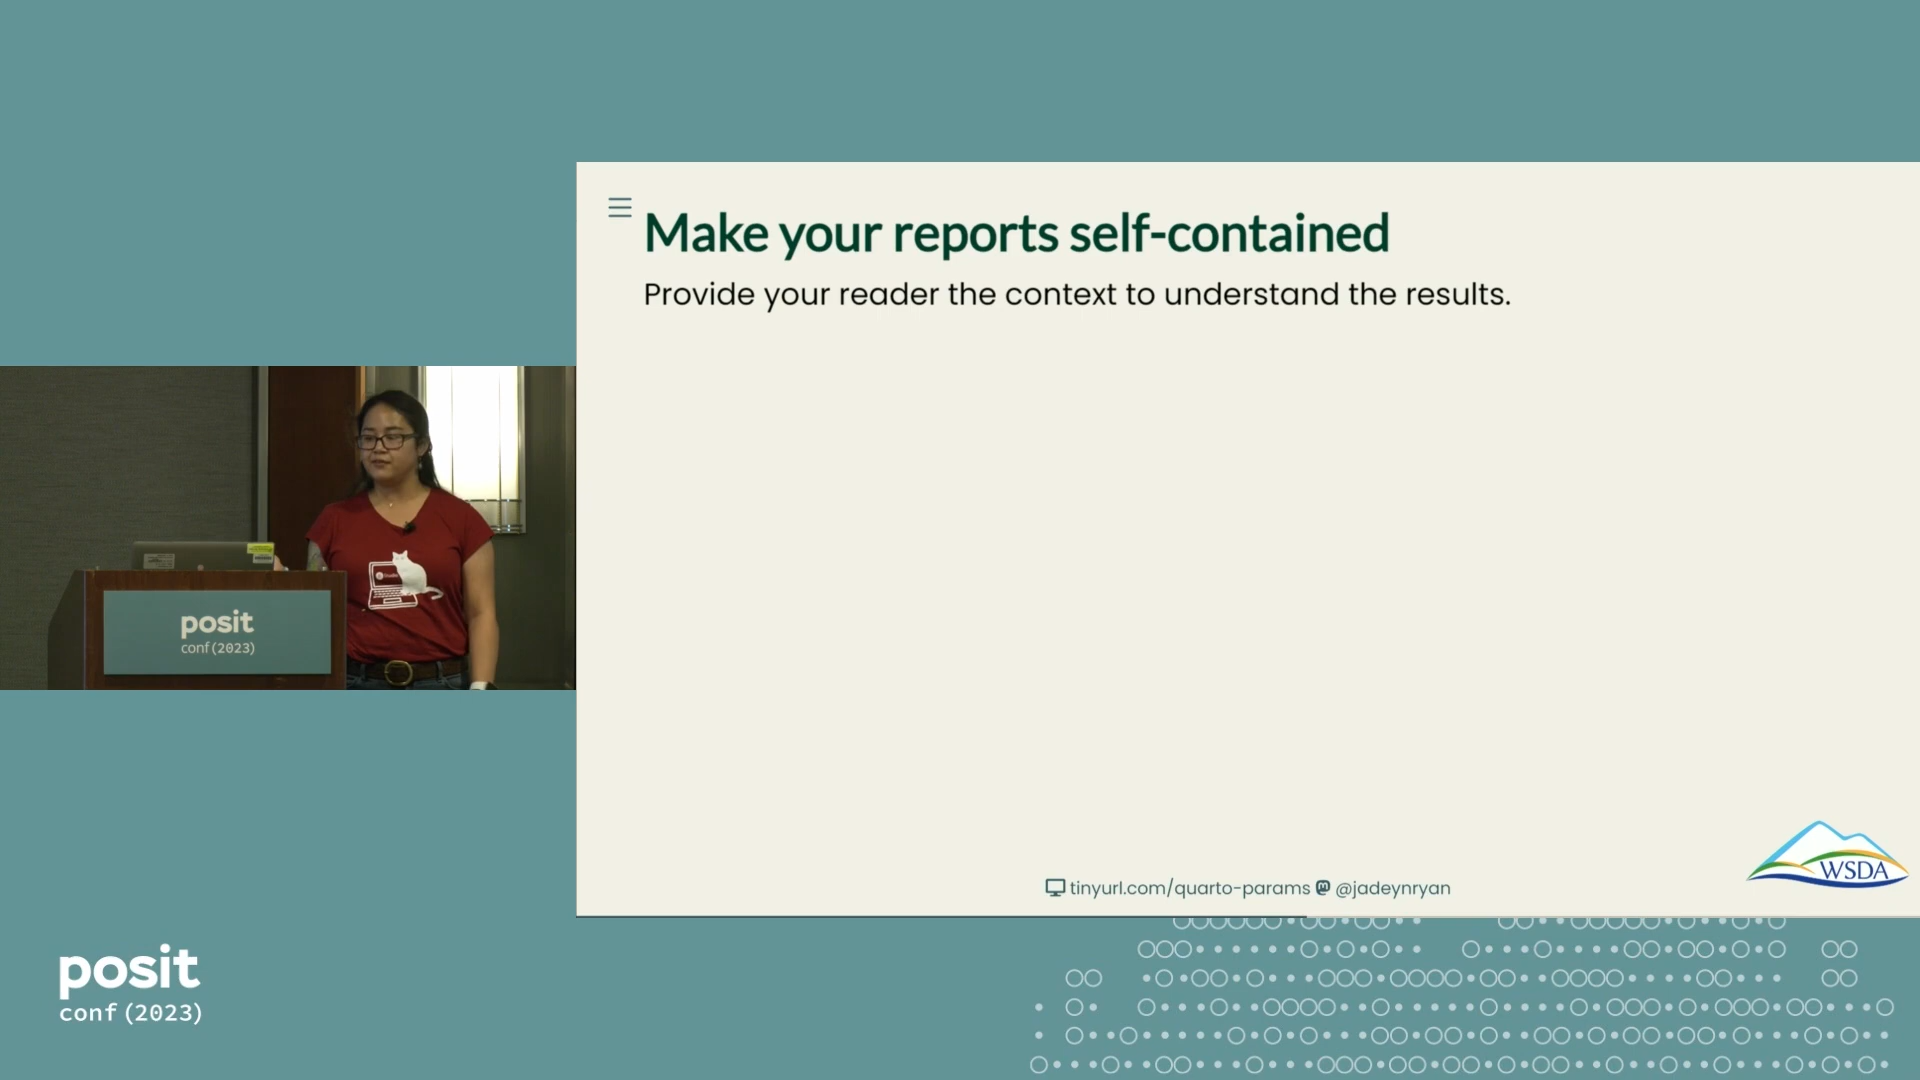 Make your reports self-contained
Provide your reader the context to understand the results.
tinyurl.com/quarto-params @jadeynryan
WSDA
posit
conf(2023)
posit
conf(2023)